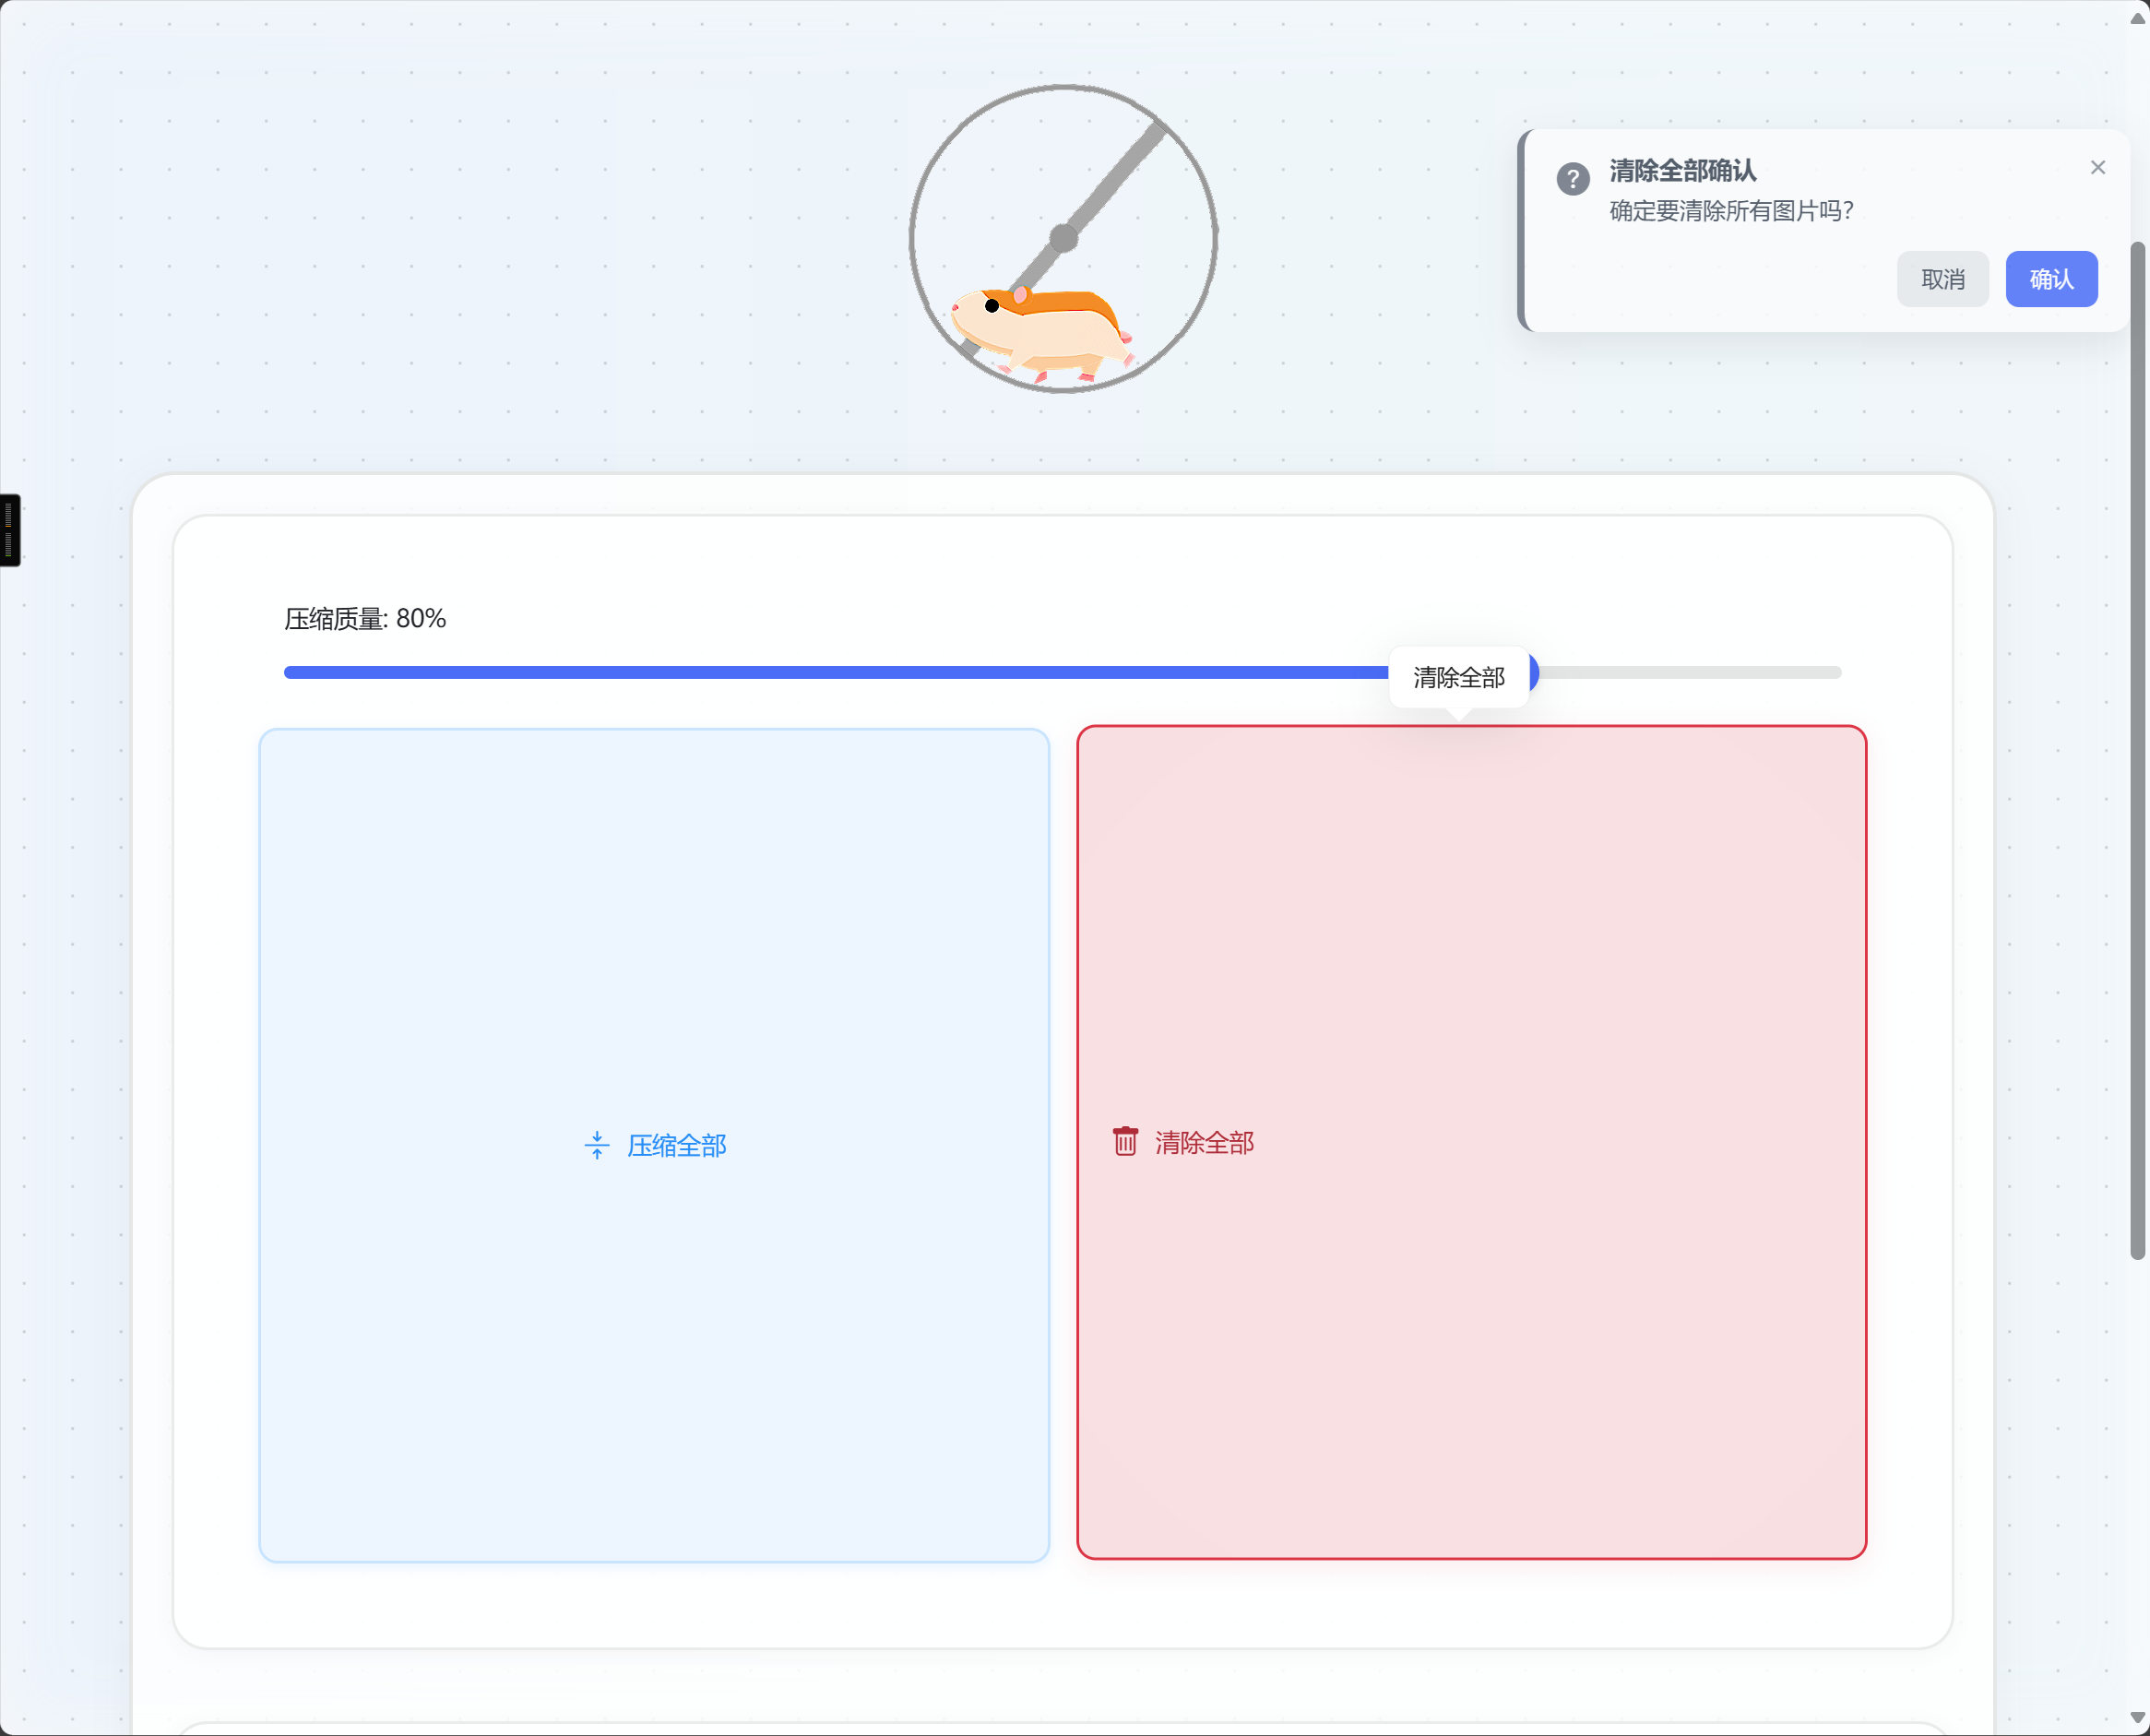 清除全部确认
确定要清除所有图片吗?
取消
确认
压缩质量: 80%
清除全部
压缩全部
清除全部